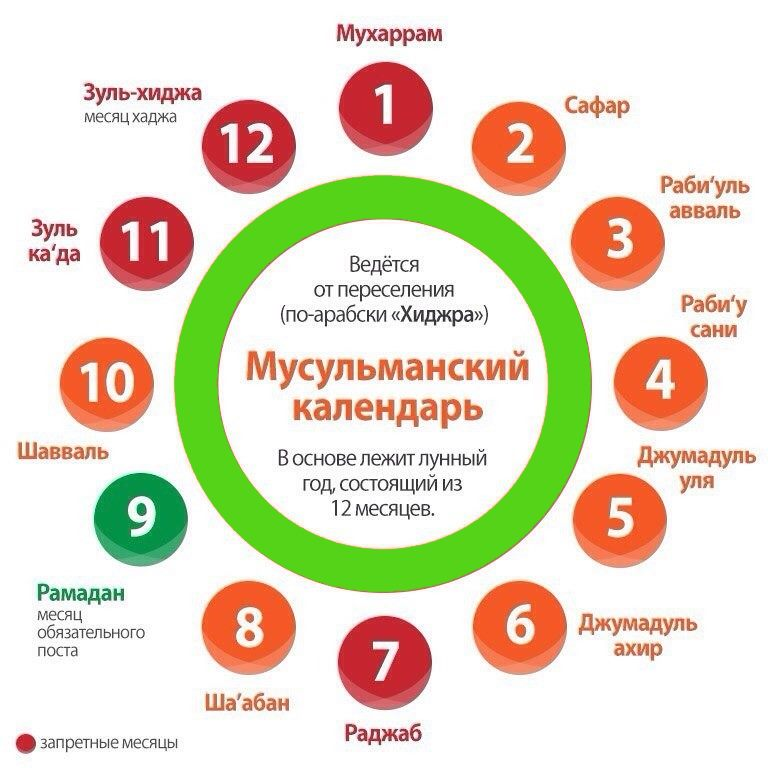 Мухаррам
1
Сафар
2
Раби‘уль
авваль
3
Раби‘у
сани
4
Джумадуль
уля
5
Джумадуль
ахир
6
7
Раджаб
8
Ша‘абан
9
Рамадан
месяц
обязательного
поста
10
Шавваль
Зуль
ка‘да
11
Зуль-хиджа
месяц хаджа
12
Ведётся
от переселения
(по-арабски «Хиджра»)
Мусульманский
календарь
В основе лежит лунный
год, состоящий из
12 месяцев.
запретные месяцы